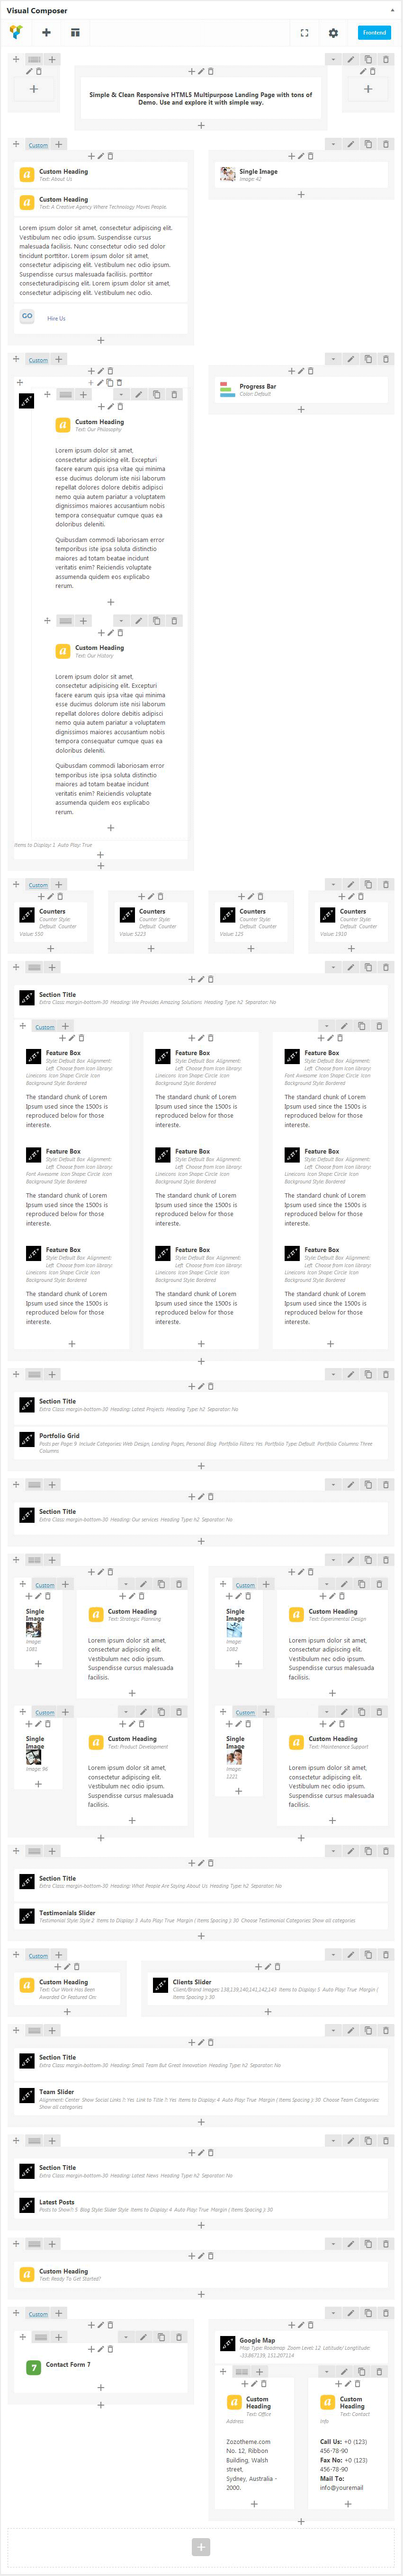 Visual Composer
Frontend
Simple & Clean Responsive HTML5 Multipurpose Landing Page with tons of
Demo. Use and explore it with simple way.
Custom
Custom Heading
Text: About Us
Custom Heading
Text: A Creative Agency Where Technology Moves People.
Lorem ipsum dolor sit amet, consectetur adipiscing elit.
Vestibulum nec odio ipsum. Suspendisse cursus
malesuada facilisis. Nunc consectetur odio sed dolor
tincidunt porttitor. Lorem ipsum dolor sit amet,
consectetur adipiscing elit. Vestibulum nec odio ipsum.
Suspendisse cursus malesuada facilisis. porttitor
consecteturadipiscing elit. Lorem ipsum dolor sit amet,
consectetur adipiscing elit. Vestibulum nec odio.
GO
Hire Us
Single Image
Image: 42
Custom
Custom Heading
Text: Our Philosophy
Lorem ipsum dolor sit amet,
consectetur adipisicing elit. Excepturi
facere earum quis ipsa vitae qui minima
esse ducimus dolorum iste nisi laborum
repellat dolores dolore debitis adipisci
nemo quia autem pariatur a voluptatem
dignissimos maiores accusantium nobis
tempora consequatur cumque quas ea
doloribus deleniti.
Quibusdam commodi laboriosam error
temporibus iste ipsa soluta distinctio
maiores ad totam beatae incidunt
veritatis enim? Reiciendis voluptate
assumenda quidem eos explicabo
rerum.
Custom Heading
Text: Our History
Lorem ipsum dolor sit amet,
consectetur adipisicing elit. Excepturi
facere earum quis ipsa vitae qui minima
esse ducimus dolorum iste nisi laborum
repellat dolores dolore debitis adipisci
nemo quia autem pariatur a voluptatem
dignissimos maiores accusantium nobis
tempora consequatur cumque quas ea
doloribus deleniti.
Quibusdam commodi laboriosam error
temporibus iste ipsa soluta distinctio
maiores ad totam beatae incidunt
veritatis enim? Reiciendis voluptate
assumenda quidem eos explicabo
rerum.
Items to Display: 1 Auto Play: True
Progress Bar
Color: Default
Custom
Counters
Counter Style:
Default Counter
Value: 550
Counters
Counter Style:
Default Counter
Value: 5223
Counters
Counter Style:
Default Counter
Value: 125
Counters
Counter Style:
Default Counter
Value: 1910
Section Title
Extra Class: margin-bottom-30 Heading: We Provides Amazing Solutions Heading Type: h2 Separator: No
Custom
Feature Box
Style: Default Box Alignment:
Left Choose from Icon library:
Linecons Icon Shape: Circle Icon
Background Style: Bordered
The standard chunk of Lorem
Ipsum used since the 1500s is
reproduced below for those
intereste.
Feature Box
Style: Default Box Alignment:
Left Choose from Icon library:
Linecons Icon Shape: Circle Icon
Background Style: Bordered
The standard chunk of Lorem
Ipsum used since the 1500s is
reproduced below for those
intereste.
Feature Box
Style: Default Box Alignment:
Left Choose from Icon library:
Font Awesome Icon Shape: Circle Icon
Background Style: Bordered
The standard chunk of Lorem
Ipsum used since the 1500s is
reproduced below for those
intereste.
Feature Box
Style: Default Box Alignment:
Left Choose from Icon library:
Font Awesome Icon Shape: Circle Icon
Background Style: Bordered
The standard chunk of Lorem
Ipsum used since the 1500s is
reproduced below for those
intereste.
Feature Box
Style: Default Box Alignment:
Left Choose from Icon library:
Linecons Icon Shape: Circle Icon
Background Style: Bordered
The standard chunk of Lorem
Ipsum used since the 1500s is
reproduced below for those
intereste.
Feature Box
Style: Default Box Alignment:
Left Choose from Icon library:
Linecons Icon Shape: Circle Icon
Background Style: Bordered
The standard chunk of Lorem
Ipsum used since the 1500s is
reproduced below for those
intereste.
Feature Box
Style: Default Box Alignment:
Left Choose from Icon library:
Linecons Icon Shape: Circle Icon
Background Style: Bordered
The standard chunk of Lorem
Ipsum used since the 1500s is
reproduced below for those
intereste.
Feature Box
Style: Default Box Alignment:
Left Choose from Icon library:
Linecons Icon Shape: Circle Icon
Background Style: Bordered
The standard chunk of Lorem
Ipsum used since the 1500s is
reproduced below for those
intereste.
Feature Box
Style: Default Box Alignment:
Left Choose from Icon library:
Linecons Icon Shape: Circle Icon
Background Style: Bordered
The standard chunk of Lorem
Ipsum used since the 1500s is
reproduced below for those
intereste.
Section Title
Extra Class: margin-bottom-30 Heading: Latest Projects Heading Type: h2 Separator: No
Portfolio Grid
Posts per Page: 9 Include Categories: Web Design, Landing Pages, Personal Blog Portfolio Filters: Yes Portfolio Type: Default Portfolio Columns: Three
Columns
Section Title
Extra Class: margin-bottom-30 Heading: Our services Heading Type: h2 Separator: No
Custom
Single
Image
Image:
1081
Custom Heading
Text: Strategic Planning
Lorem ipsum dolor sit amet,
consectetur adipiscing elit.
Vestibulum nec odio ipsum.
Suspendisse cursus malesuada
facilisis.
Custom
Single
Image
Image:
1082
Custom Heading
Text: Experimental Design
Lorem ipsum dolor sit amet,
consectetur adipiscing elit.
Vestibulum nec odio ipsum.
Suspendisse cursus malesuada
facilisis.
Custom
Single
Image
Image: 96
Custom Heading
Text: Product Development
Lorem ipsum dolor sit amet,
consectetur adipiscing elit.
Vestibulum nec odio ipsum.
Suspendisse cursus malesuada
facilisis.
Custom
Single
Image
Image:
1221
Custom Heading
Text: Maintenance Support
Lorem ipsum dolor sit amet,
consectetur adipiscing elit.
Vestibulum nec odio ipsum.
Suspendisse cursus malesuada
facilisis.
Section Title
Extra Class: margin-bottom-30 Heading: What People Are Saying About Us Heading Type: h2 Separator: No
Testimonials Slider
Testimonial Style: Style 2 Items to Display: 3 Auto Play: True Margin ( Items Spacing ): 30 Choose Testimonial Categories: Show all categories
Custom
Custom Heading
Text: Our Work Has Been
Awarded Or Featured On:
Clients Slider
Client/Brand Images: 138,139,140,141,142,143 Items to Display: 5 Auto Play: True Margin (
Items Spacing ): 30
Section Title
Extra Class: margin-bottom-30 Heading: Small Team But Great Innovation Heading Type: h2 Separator: No
Team Slider
Alignment: Center Show Social Links ?: Yes Link to Title ?: Yes Items to Display: 4 Auto Play: True Margin ( Items Spacing ): 30 Choose Team Categories:
Show all categories
Section Title
Extra Class: margin-bottom-30 Heading: Latest News Heading Type: h2 Separator: No
Latest Posts
Posts to Show?: 5 Blog Style: Slider Style Items to Display: 4 Auto Play: True Margin ( Items Spacing ): 30
Custom Heading
Text: Ready To Get Started?
Custom
7
Contact Form 7
Google Map
Map Type: Roadmap Zoom Level: 12 Latitude/ Longitude:
-33.867139, 151.207114
Custom
Heading
Text: Office
Address
Zozotheme.com
No. 12, Ribbon
Building, Walsh
street,
Sydney, Australia -
2000.
Custom
Heading
Text: Contact
Info
Call Us: +0 (123)
456-78-90
Fax No: +0 (123)
456-78-90
Mail To:
info@youremail